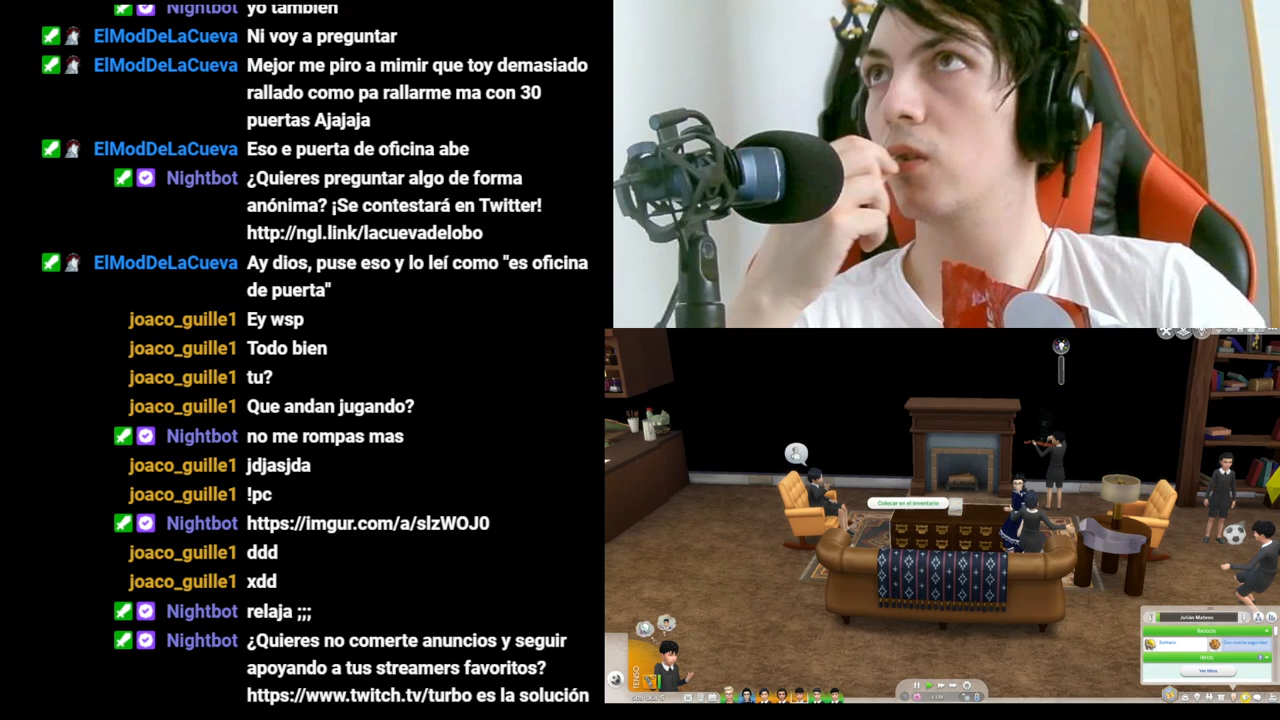 Nightbot yo también
ElModDeLaCueva Ni voy a preguntar
ElModDeLaCueva Mejor me piro a mimir que toy demasiado
rallado como pa rallarme ma con 30
puertas Ajajaja
ElModDeLaCueva Eso e puerta de oficina abe
Nightbot ¿Quieres preguntar algo de forma
anónima? ¡Se contestará en Twitter!
http://ngl.link/lacuevadelobo
ElModDeLaCueva Ay dios, puse eso y lo leí como "es oficina
de puerta"
joaco_guille1 Ey wsp
joaco_guille1 Todo bien
joaco_guille1 tu?
joaco_guille1 Que andan jugando?
Nightbot no me rompas mas
joaco_guille1 jdjasjda
joaco_guille1 !pc
Nightbot https://imgur.com/a/slzWOJ0
joaco_guille1 ddd
joaco_guille1 xdd
Nightbot relaja ;;;
Nightbot ¿Quieres no comerte anuncios y seguir
apoyando a tus streamers favoritos?
https://www.twitch.tv/turbo es la solución
Colocar en el inventario
TENSO
Julián Mateos
Ver hitos